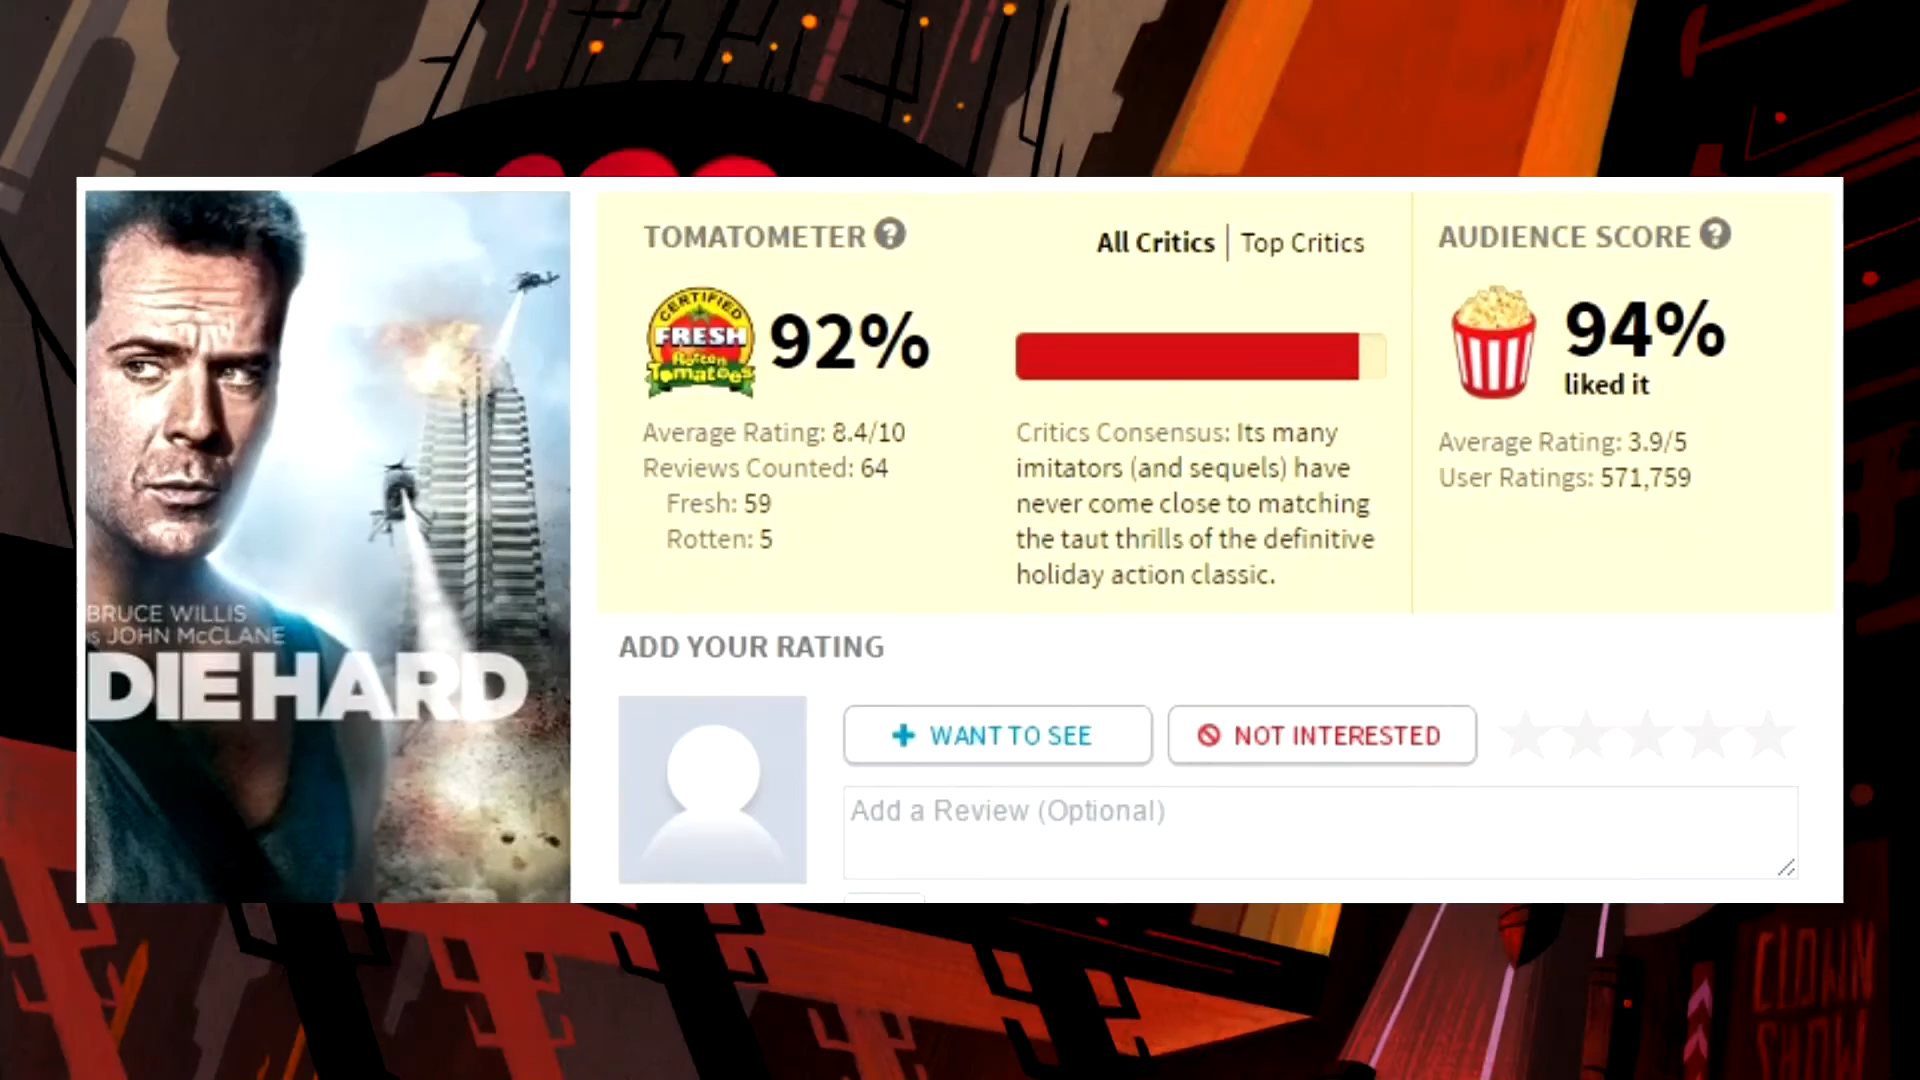 BRUCE WILLIS
is JOHN McCLANE
DIE HARD
TOMATOMETER ?
All Critics | Top Critics
CERTIFIED
FRESH
Rotten
Tomatoes
92%
Average Rating: 8.4/10
Reviews Counted: 64
Fresh: 59
Rotten: 5
Critics Consensus: Its many
imitators (and sequels) have
never come close to matching
the taut thrills of the definitive
holiday action classic.
AUDIENCE SCORE ?
94%
liked it
Average Rating: 3.9/5
User Ratings: 571,759
ADD YOUR RATING
+ WANT TO SEE
NOT INTERESTED
Add a Review (Optional)
CLOWN
SHOW